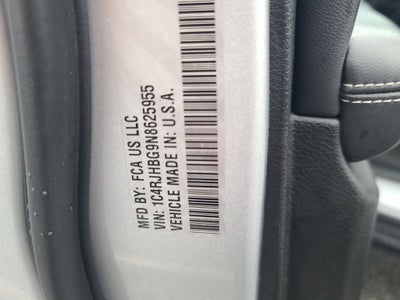 MFD BY: FCA US LLC
VIN: 1C4RJHBG9N8625955
VEHICLE MADE IN: U.S.A.